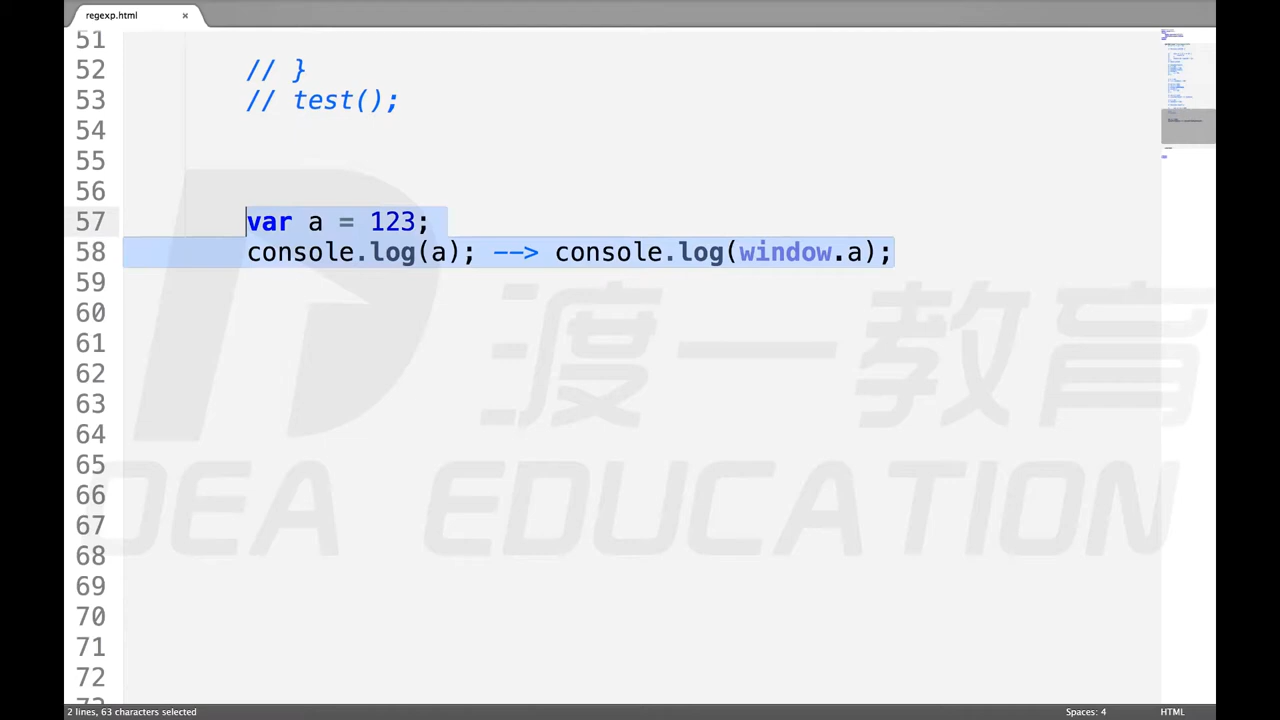 regexp.html ×
51
52 // }
53 // test();
54
55
56
57 var a = 123;
58 console.log(a); --> console.log(window.a);
59
60
61
62
63
64
65
66
67
68
69
70
71
72
渡一教育
DEA EDUCATION
2 lines, 63 characters selected
Spaces: 4
HTML